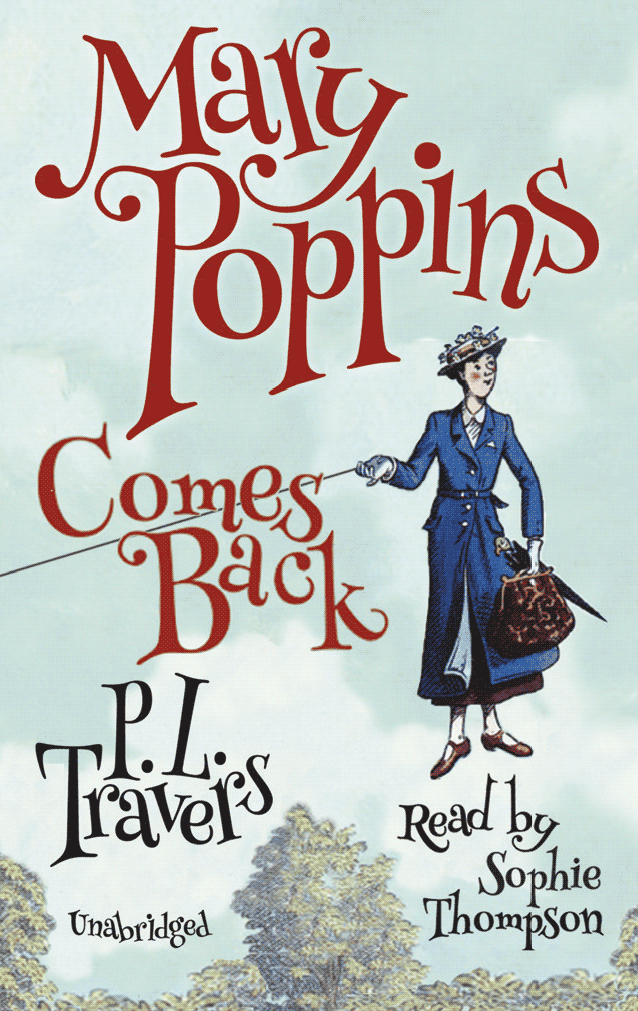 Mary
Poppins
Comes
Back
P. L.
Travers
Read by
Sophie
Thompson
Unabridged